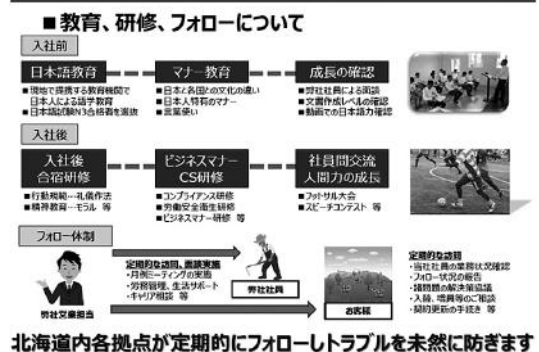 ■教育、研修、フォローについて
入社前
日本語教育
マナー教育
成長の確認
■現地で提携する教育機関で
日本人による語学教育
■日本語試験N3合格者を選抜
■日本と各国との文化の違い
■日本人特有のマナー
■言葉使い
■弊社社員による面談
■文書作成レベルの確認
■動画での日本語力確認
入社後
入社後
合宿研修
ビジネスマナー
CS研修
社員間交流
人間力の成長
■行動規範…礼儀作法
■精神教育…モラル 等
■コンプライアンス研修
■労働安全衛生研修
■ビジネスマナー研修 等
■フットサル大会
■スピーチコンテスト 等
フォロー体制
弊社営業担当
定期的な訪問、面談実施
・月例ミーティングの実施
・労務管理、生活サポート
・キャリア相談 等
弊社社員
お客様
定期的な訪問
・当社社員の業務状況確認
・フォロー状況の報告
・諸問題の解決策協議
・入替、増員等のご相談
・契約更新の手続き 等
北海道内各拠点が定期的にフォローしトラブルを未然に防ぎます